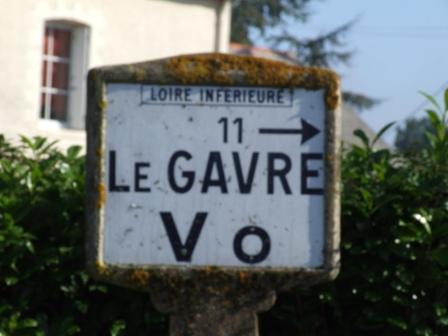 LOIRE INFERIEURE
11 →
LE GAVRE
Vo